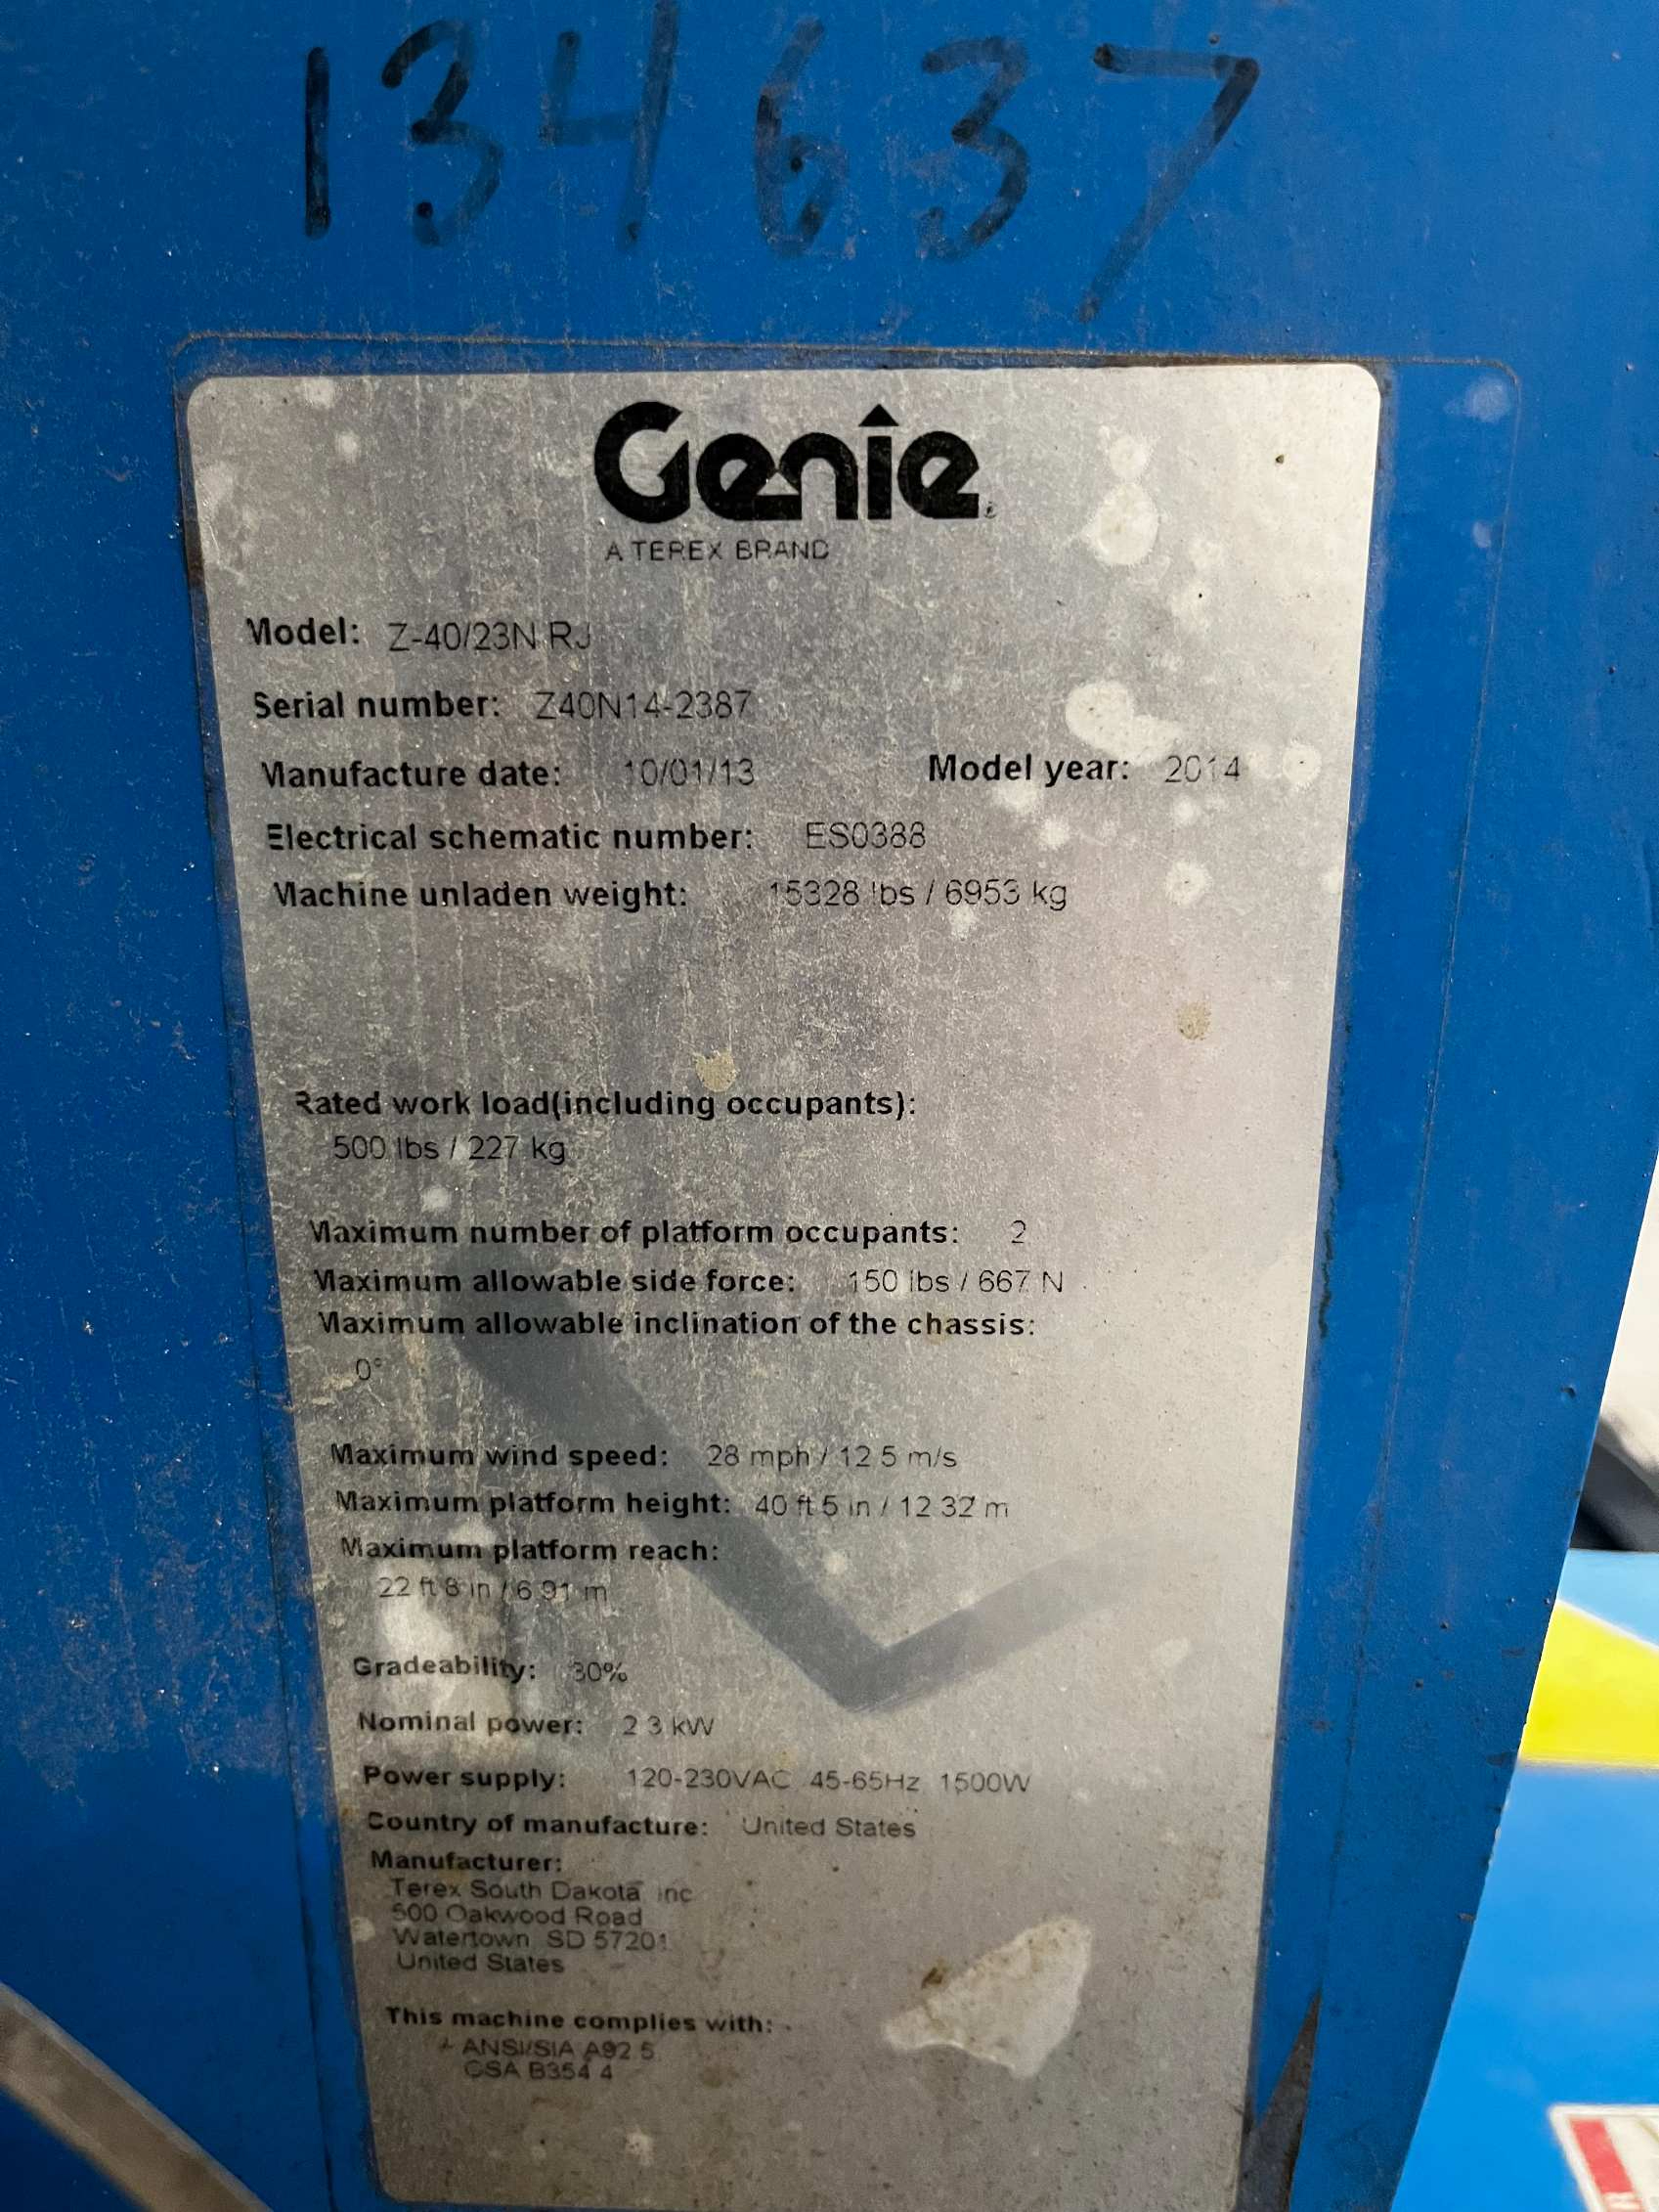 134637
Genie
A TEREX BRAND
Model: Z-40/23N RJ
Serial number: Z40N14-2387
Manufacture date: 10/01/13 Model year: 2014
Electrical schematic number: ES0388
Machine unladen weight: 15328 lbs / 6953 kg
Rated work load(including occupants):
500 lbs / 227 kg
Maximum number of platform occupants: 2
Maximum allowable side force: 150 lbs / 667 N
Maximum allowable inclination of the chassis:
0°
Maximum wind speed: 28 mph / 12.5 m/s
Maximum platform height: 40 ft 5 in / 12.32 m
Maximum platform reach:
22 ft 8 in / 6.91 m
Gradeability: 30%
Nominal power: 2.3 kW
Power supply: 120-230VAC 45-65Hz 1500W
Country of manufacture: United States
Manufacturer:
Terex South Dakota, Inc
500 Oakwood Road
Watertown, SD 57201
United States
This machine complies with:
ANSI/SIA A92.5
CSA B354.4